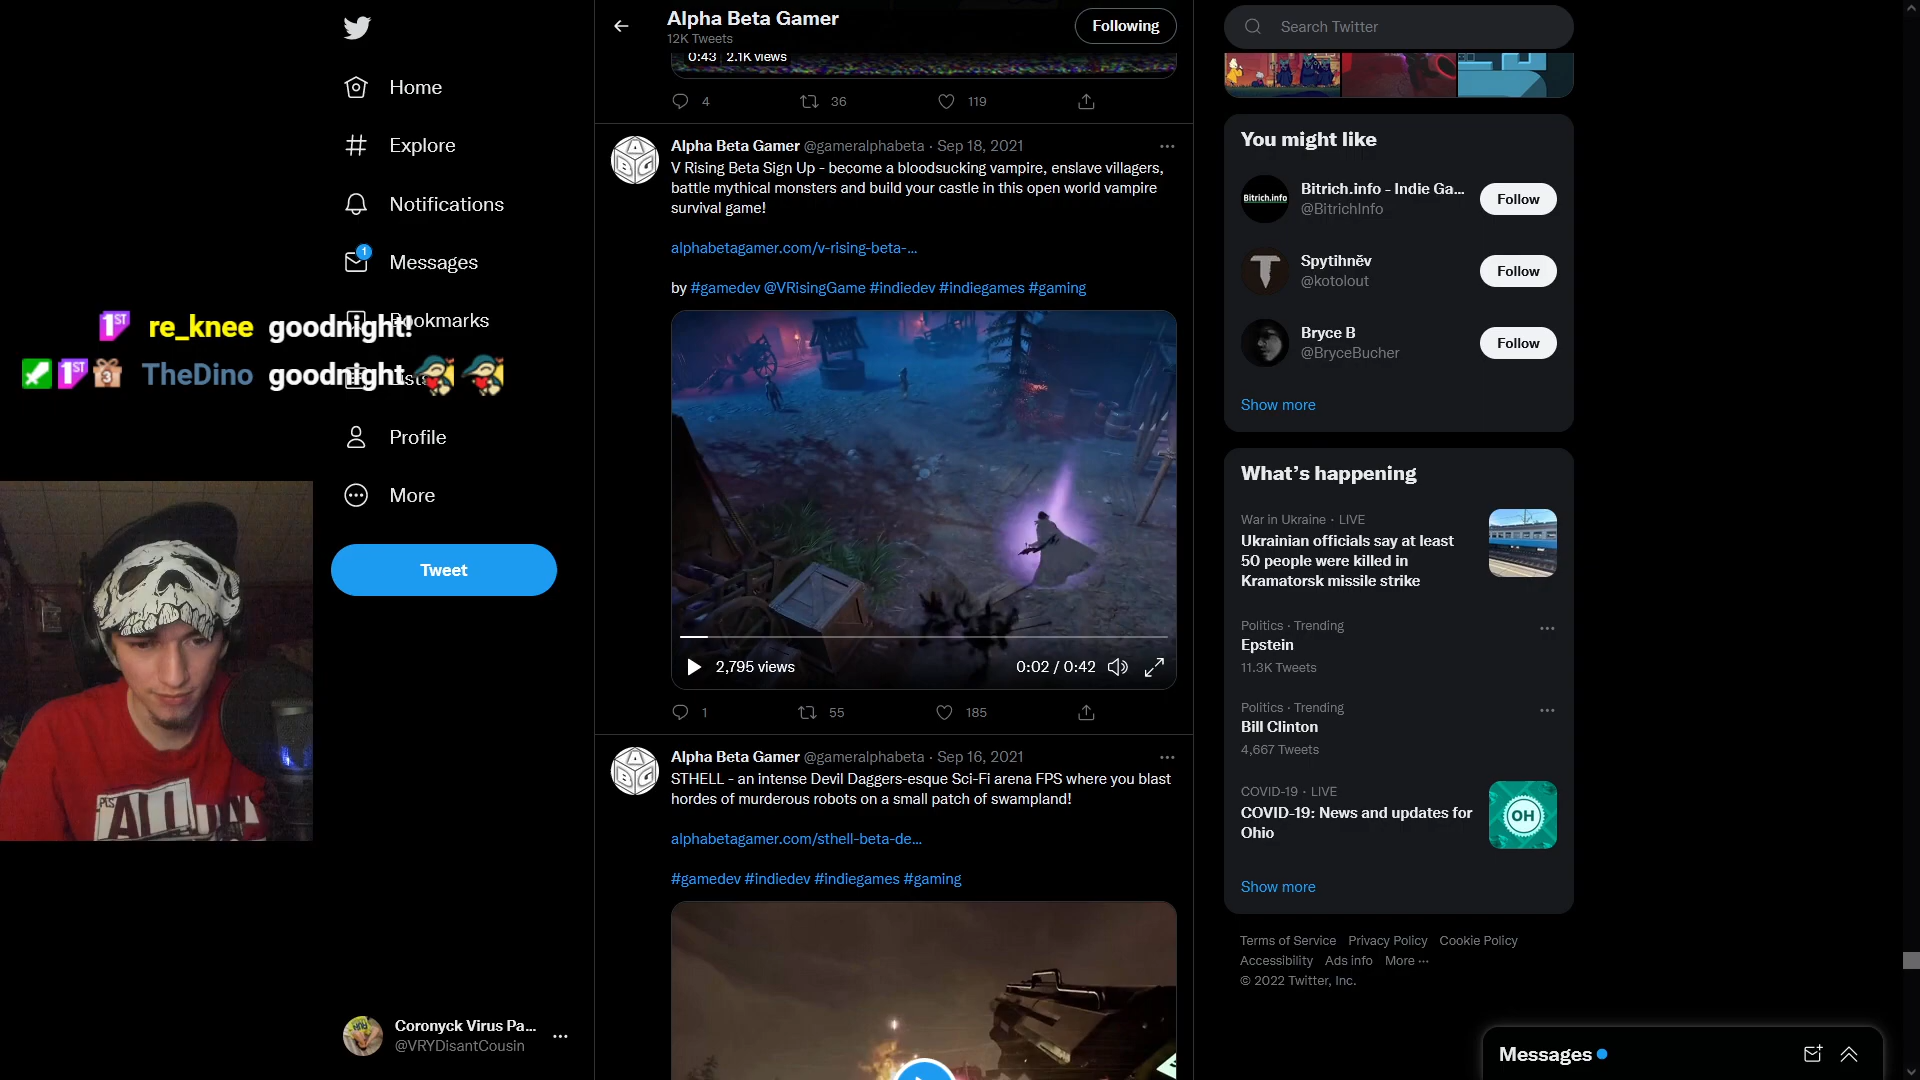 Home
Explore
Notifications
1
Messages
Bookmarks
Lists
Profile
More
Tweet
1ST re_knee goodnight!
1ST 3 TheDino goodnight
Coronyck Virus Pa...
@VRYDisantCousin
Alpha Beta Gamer
12K Tweets
Following
0:43 2.1K views
4 36 119
Alpha Beta Gamer @gameralphabeta · Sep 18, 2021
V Rising Beta Sign Up - become a bloodsucking vampire, enslave villagers,
battle mythical monsters and build your castle in this open world vampire
survival game!
alphabetagamer.com/v-rising-beta-...
by #gamedev @VRisingGame #indiedev #indiegames #gaming
2,795 views 0:02 / 0:42
1 55 185
Alpha Beta Gamer @gameralphabeta · Sep 16, 2021
STHELL - an intense Devil Daggers-esque Sci-Fi arena FPS where you blast
hordes of murderous robots on a small patch of swampland!
alphabetagamer.com/sthell-beta-de...
#gamedev #indiedev #indiegames #gaming
Search Twitter
You might like
Bitrich.info
Bitrich.info - Indie Ga...
@BitrichInfo
Follow
Spytihněv
@kotolout
Follow
Bryce B
@BryceBucher
Follow
Show more
What's happening
War in Ukraine · LIVE
Ukrainian officials say at least
50 people were killed in
Kramatorsk missile strike
Politics · Trending
Epstein
11.3K Tweets
Politics · Trending
Bill Clinton
4,667 Tweets
COVID-19 · LIVE
COVID-19: News and updates for
Ohio
OH
Show more
Terms of Service Privacy Policy Cookie Policy
Accessibility Ads info More ...
© 2022 Twitter, Inc.
Messages